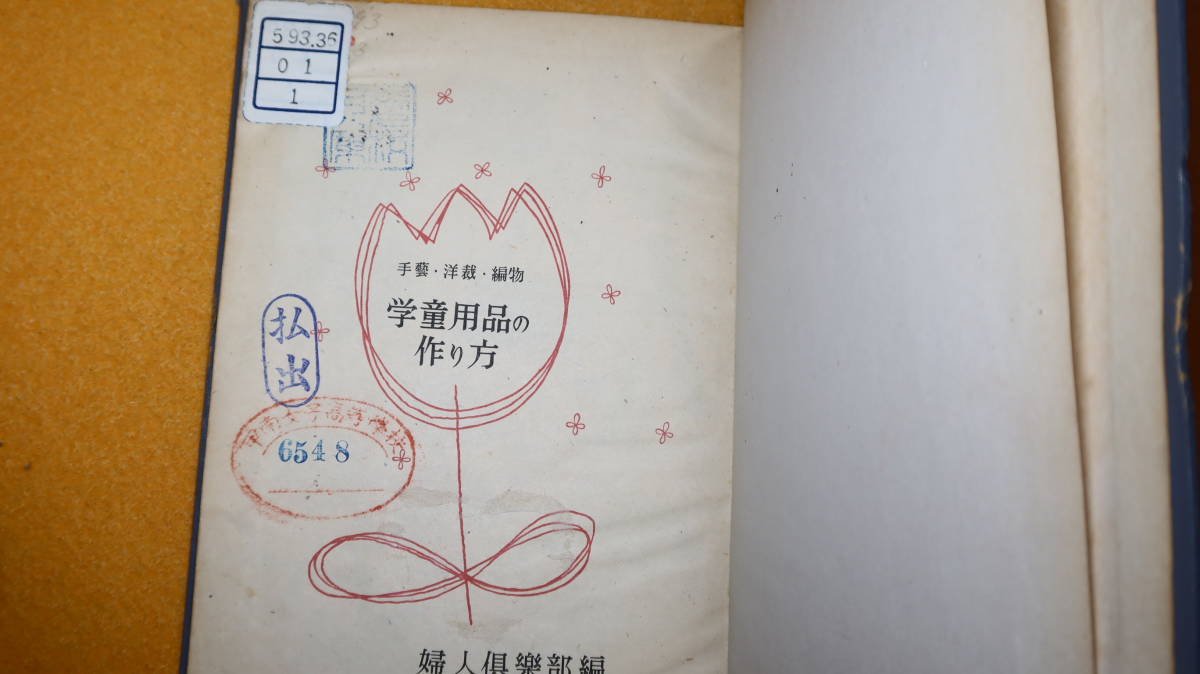 593.36
01
1
手藝・洋裁・編物
学童用品の
作り方
払
出
6548
婦人倶樂部編